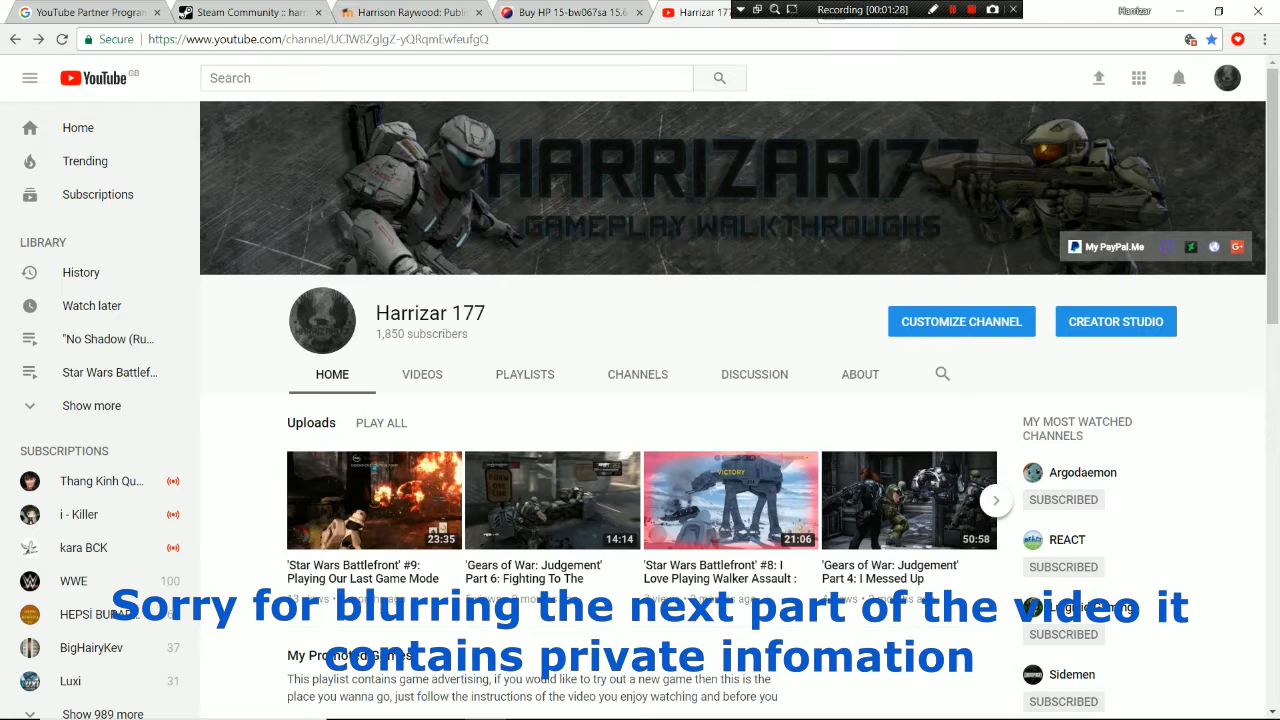 YouTube Partner Program
Steam Community :: harri
Harrison Raywood: Publi
Buy HP 15-bw067sa 15.6
Harrizar 177
Recording [00:01:28]
Harrizar
Secure
https://www.youtube.com/channel/UClW8ZglgZ-yQRqmEwfeufgQ
YouTube GB
Search
Home
Trending
Subscriptions
LIBRARY
History
Watch later
"No Shadow (Ru...
Star Wars Battlef...
Show more
SUBSCRIPTIONS
Thang Kinh Qu...
i - Killer
kara BCK
WWE 100
BigHairyKev 37
Luxi 31
Show 989 more
HARRIZAR177
GAMEPLAY WALKTHROUGHS
My PayPal.Me
Harrizar 177
1,850 subscribers
CUSTOMIZE CHANNEL
CREATOR STUDIO
HOME
VIDEOS
PLAYLISTS
CHANNELS
DISCUSSION
ABOUT
Uploads PLAY ALL
VICTORY
23:35
14:14
21:06
50:58
'Star Wars Battlefront' #9:
Playing Our Last Game Mode
'Gears of War: Judgement'
Part 6: Fighting To The
'Star Wars Battlefront' #8: I
Love Playing Walker Assault :
'Gears of War: Judgement'
Part 4: I Messed Up
Sorry for blurring the next part of the video it
contains private infomation
My Promoted Games
This playlist contains game advertising, if you would like to try out a new game then this is the
place you wanna go, just follow the instructions of the video you enjoy watching and before you
MY MOST WATCHED
CHANNELS
Argodaemon
SUBSCRIBED
REACT
SUBSCRIBED
SUBSCRIBED
Sidemen
SUBSCRIBED